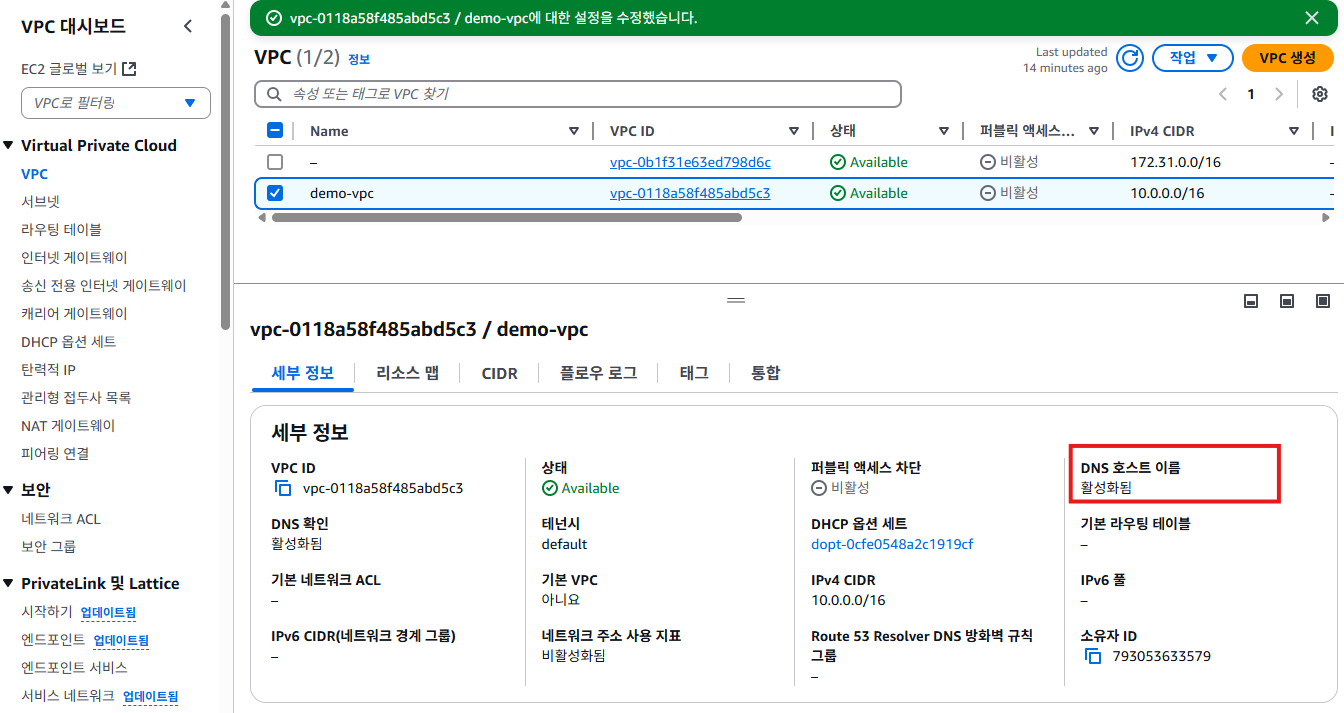 VPC 대시보드
EC2 글로벌 보기
VPC로 필터링
Virtual Private Cloud
VPC
서브넷
라우팅 테이블
인터넷 게이트웨이
송신 전용 인터넷 게이트웨이
캐리어 게이트웨이
DHCP 옵션 세트
탄력적 IP
관리형 접두사 목록
NAT 게이트웨이
피어링 연결
보안
네트워크 ACL
보안 그룹
PrivateLink 및 Lattice
시작하기 업데이트됨
엔드포인트 업데이트됨
엔드포인트 서비스
서비스 네트워크 업데이트됨
vpc-0118a58f485abd5c3 / demo-vpc에 대한 설정을 수정했습니다.
VPC (1/2) 정보
Last updated
14 minutes ago
작업
VPC 생성
속성 또는 태그로 VPC 찾기
1
Name VPC ID 상태 퍼블릭 액세스... IPv4 CIDR
– vpc-0b1f31e63ed798d6c Available 비활성 172.31.0.0/16 –
demo-vpc vpc-0118a58f485abd5c3 Available 비활성 10.0.0.0/16 –
vpc-0118a58f485abd5c3 / demo-vpc
세부 정보 리소스 맵 CIDR 플로우 로그 태그 통합
세부 정보
VPC ID
vpc-0118a58f485abd5c3
상태
Available
퍼블릭 액세스 차단
비활성
DNS 호스트 이름
활성화됨
DNS 확인
활성화됨
테넌시
default
DHCP 옵션 세트
dopt-0cfe0548a2c1919cf
기본 라우팅 테이블
–
기본 네트워크 ACL
–
기본 VPC
아니요
IPv4 CIDR
10.0.0.0/16
IPv6 풀
–
IPv6 CIDR(네트워크 경계 그룹)
–
네트워크 주소 사용 지표
비활성화됨
Route 53 Resolver DNS 방화벽 규칙
그룹
–
소유자 ID
793053633579